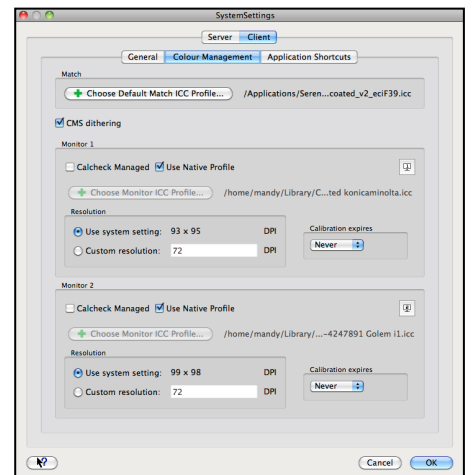 SystemSettings
Server Client
General Colour Management Application Shortcuts
Match
Choose Default Match ICC Profile... /Applications/Seren...coated_v2_eciF39.icc
CMS dithering
Monitor 1
Calcheck Managed Use Native Profile
Choose Monitor ICC Profile... /home/mandy/Library/C...ted konicaminolta.icc
Resolution
Use system setting: 93 x 95 DPI
Custom resolution: 72 DPI
Calibration expires
Never
Monitor 2
Calcheck Managed Use Native Profile
Choose Monitor ICC Profile... /home/mandy/Library/...-4247891 Golem i1.icc
Resolution
Use system setting: 99 x 98 DPI
Custom resolution: 72 DPI
Calibration expires
Never
? Cancel OK